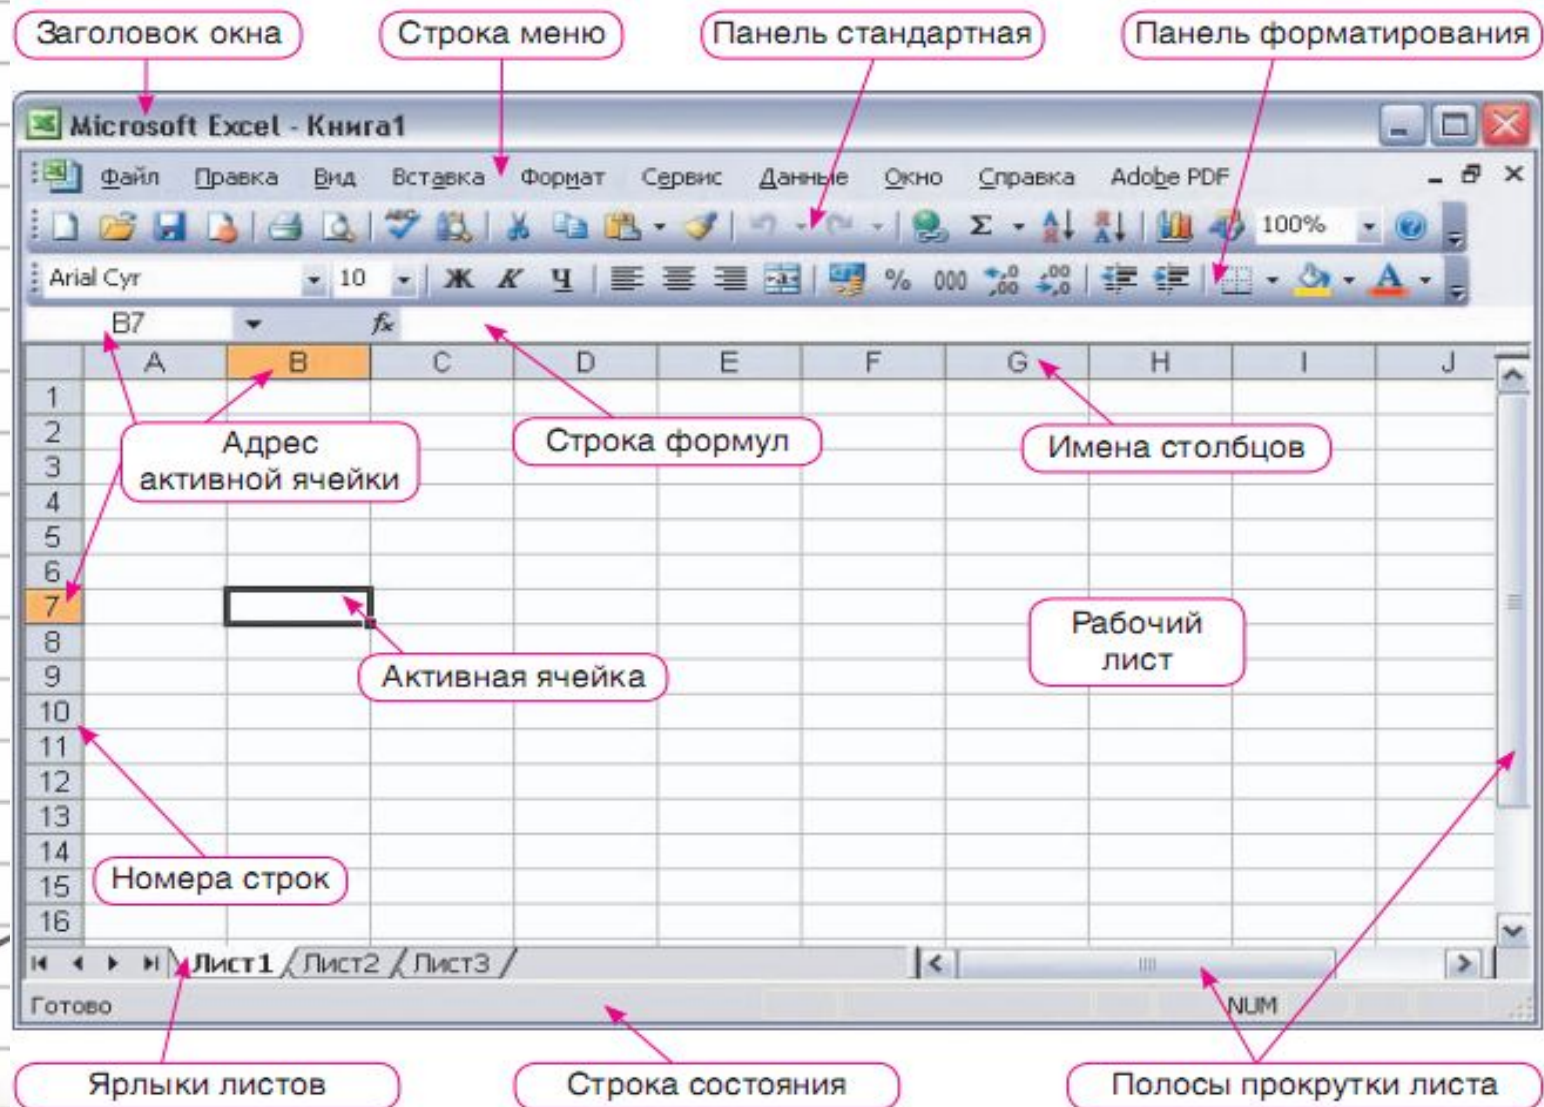 Заголовок окна Строка меню Панель стандартная Панель форматирования
Microsoft Excel - Книга1
Файл Правка Вид Вставка Формат Сервис Данные Окно Справка Adobe PDF
Σ 100%
Arial Cyr 10 Ж К Ч % 000
B7 fx
A B C D E F G H I J
1
2
3
4
5
6
7
8
9
10
11
12
13
14
15
16
Адрес
активной ячейки
Строка формул
Имена столбцов
Рабочий
лист
Активная ячейка
Номера строк
Лист1 Лист2 Лист3
Готово NUM
Ярлыки листов Строка состояния Полосы прокрутки листа